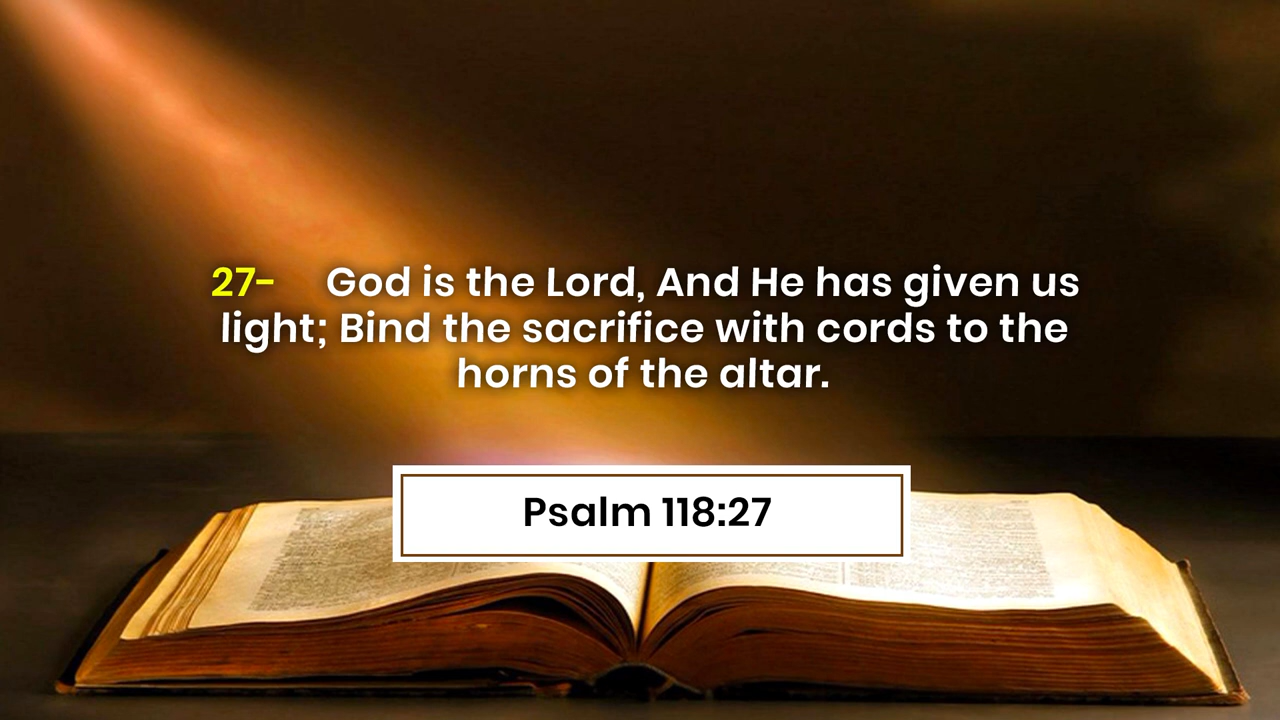 27- God is the Lord, And He has given us
light; Bind the sacrifice with cords to the
horns of the altar.
Psalm 118:27